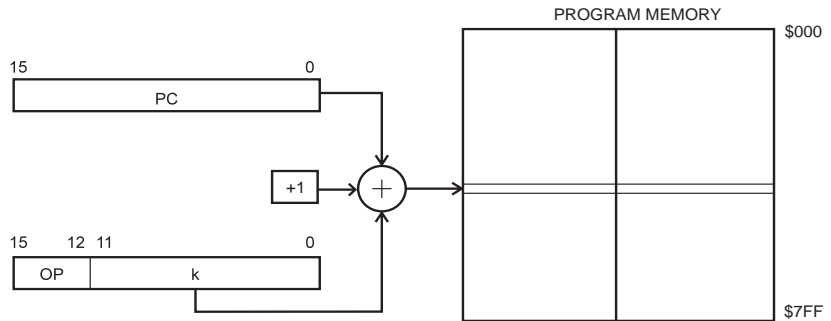 PROGRAM MEMORY
$000
15 0
PC
+1
15 12 11 0
OP k
$7FF